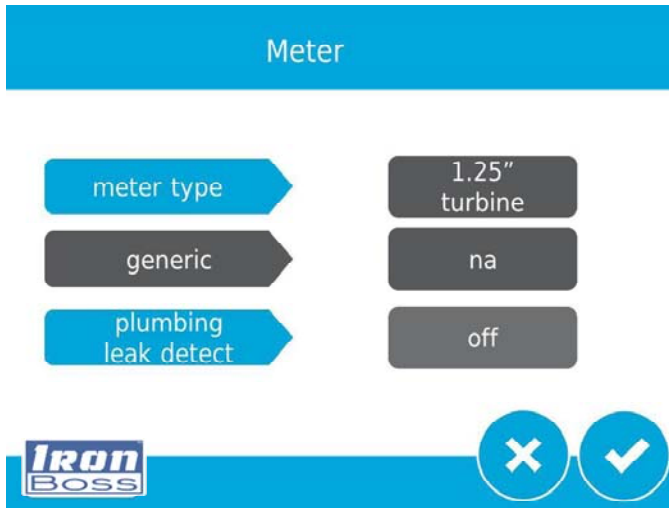 Meter
meter type
1.25”
turbine
generic
na
plumbing
leak detect
off
IRON
BOSS